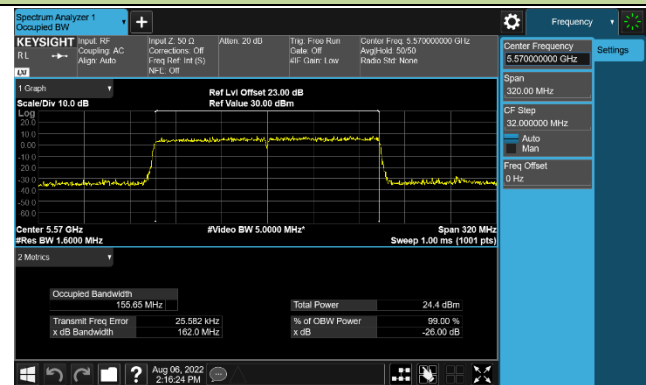 Spectrum Analyzer 1
Occupied BW
Frequency
KEYSIGHT
RL
LXI
Input: RF
Coupling: AC
Align: Auto
Input Z: 50 Ω
Corrections: Off
Freq Ref: Int (S)
NFE: Off
Atten: 20 dB
Trig: Free Run
Gate: Off
#IF Gain: Low
Center Freq: 5.570000000 GHz
Avg|Hold: 50/50
Radio Std: None
Center Frequency
5.570000000 GHz
Settings
Span
320.00 MHz
CF Step
32.000000 MHz
Auto
Man
Freq Offset
0 Hz
1 Graph
Scale/Div 10.0 dB
Ref Lvl Offset 23.00 dB
Ref Value 30.00 dBm
Log
20.0
10.0
0.00
-10.0
-20.0
-30.0
-40.0
-50.0
-60.0
Center 5.57 GHz
#Res BW 1.6000 MHz
#Video BW 5.0000 MHz*
Span 320 MHz
Sweep 1.00 ms (1001 pts)
2 Metrics
Occupied Bandwidth
155.65 MHz
Transmit Freq Error 25.582 kHz
x dB Bandwidth 162.0 MHz
Total Power 24.4 dBm
% of OBW Power 99.00 %
x dB -26.00 dB
Aug 06, 2022
2:16:24 PM